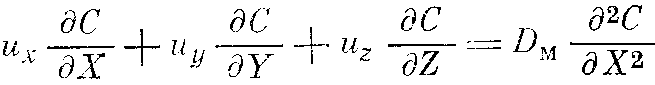 u_x ∂C/∂X + u_y ∂C/∂Y + u_z ∂C/∂Z = D_м ∂2C/∂X2